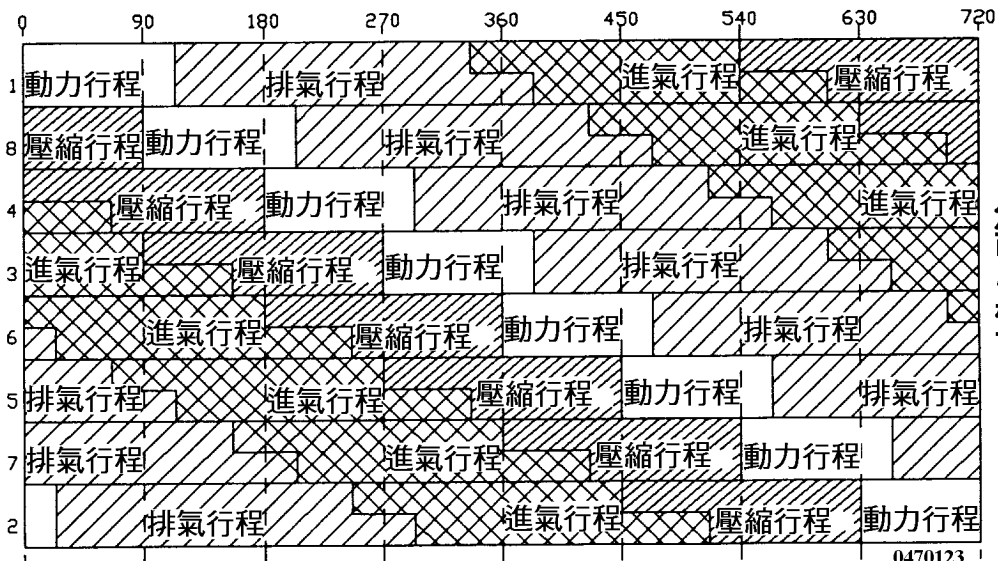 0 90 180 270 360 450 540 630 720
1 動力行程 排氣行程 進氣行程 壓縮行程
8 壓縮行程 動力行程 排氣行程 進氣行程
4 壓縮行程 動力行程 排氣行程 進氣行程
3 進氣行程 壓縮行程 動力行程 排氣行程
6 進氣行程 壓縮行程 動力行程 排氣行程
5 排氣行程 進氣行程 壓縮行程 動力行程 排氣行程
7 排氣行程 進氣行程 壓縮行程 動力行程
2 排氣行程 進氣行程 壓縮行程 動力行程
0470123